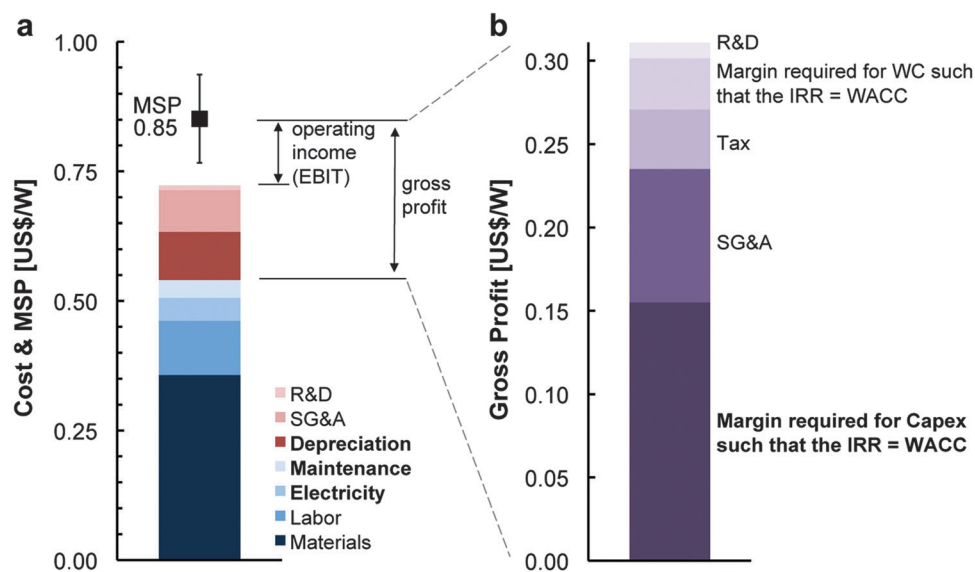 a
Cost & MSP [US$/W]
1.00
0.75
0.50
0.25
0.00
MSP
0.85
operating
income
(EBIT)
gross
profit
R&D
SG&A
Depreciation
Maintenance
Electricity
Labor
Materials
b
Gross Profit [US$/W]
0.30
0.25
0.20
0.15
0.10
0.05
0.00
R&D
Margin required for WC such
that the IRR = WACC
Tax
SG&A
Margin required for Capex
such that the IRR = WACC